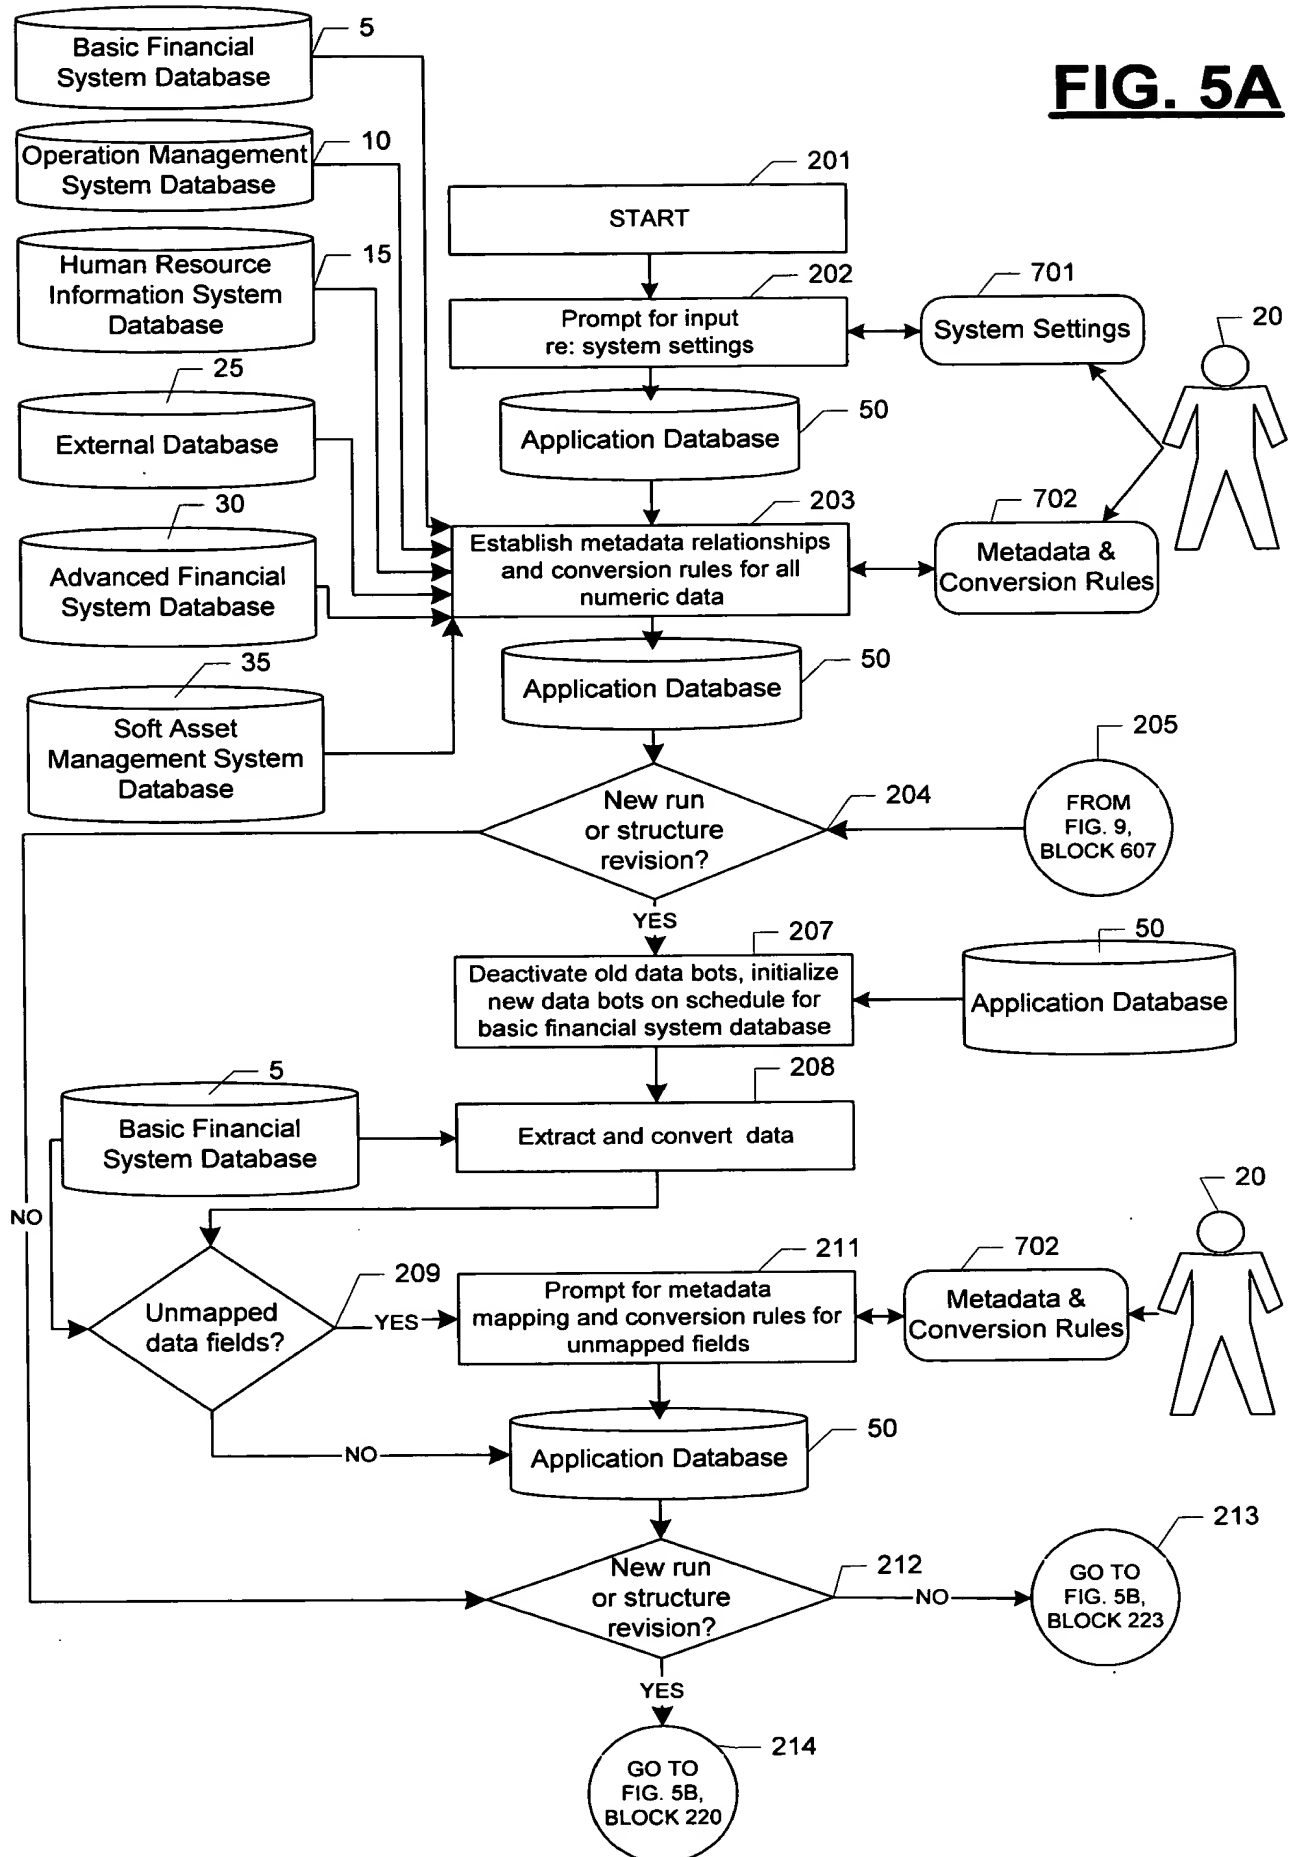 FIG. 5A
5
Basic Financial
System Database
10
Operation Management
System Database
15
Human Resource
Information System
Database
25
External Database
30
Advanced Financial
System Database
35
Soft Asset
Management System
Database
201
START
202
Prompt for input
re: system settings
701
System Settings
20
50
Application Database
203
Establish metadata relationships
and conversion rules for all
numeric data
702
Metadata &
Conversion Rules
50
Application Database
204
New run
or structure
revision?
205
FROM
FIG. 9,
BLOCK 607
YES
207
Deactivate old data bots, initialize
new data bots on schedule for
basic financial system database
50
Application Database
208
Extract and convert data
5
Basic Financial
System Database
NO
209
Unmapped
data fields?
YES
211
Prompt for metadata
mapping and conversion rules for
unmapped fields
702
Metadata &
Conversion Rules
20
NO
50
Application Database
212
New run
or structure
revision?
NO
213
GO TO
FIG. 5B,
BLOCK 223
YES
214
GO TO
FIG. 5B,
BLOCK 220